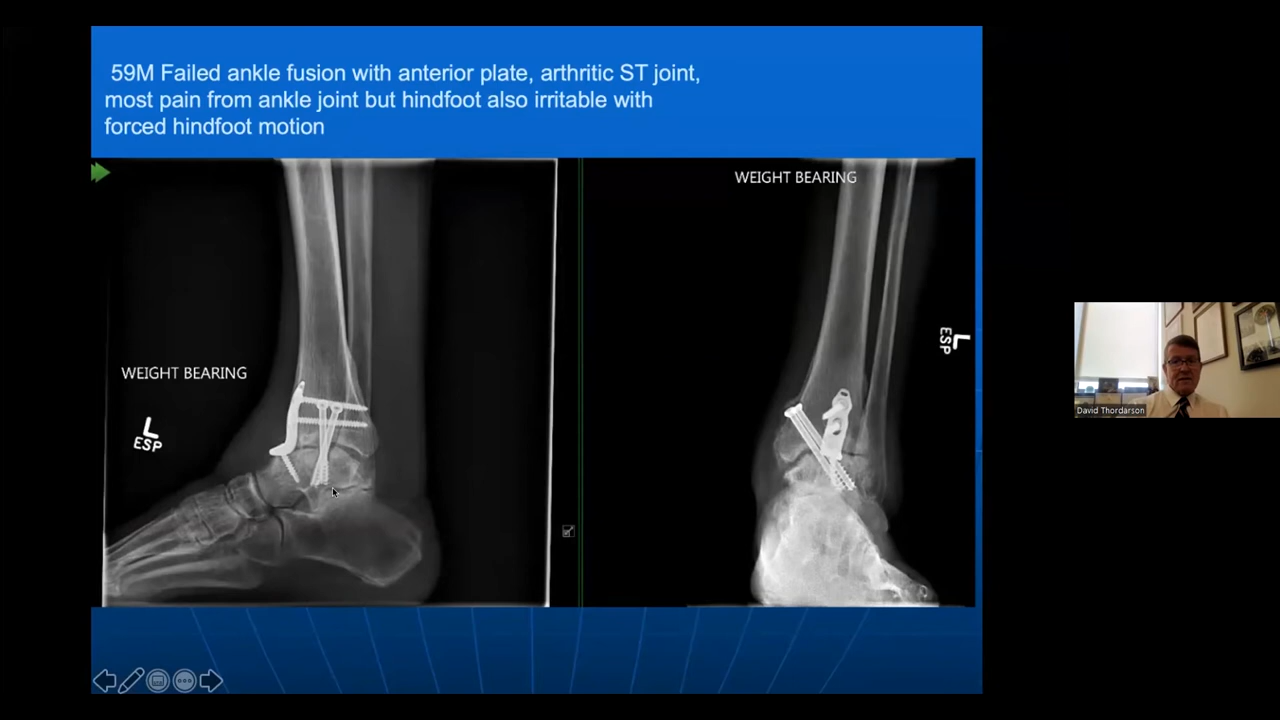 59M Failed ankle fusion with anterior plate, arthritic ST joint,
most pain from ankle joint but hindfoot also irritable with
forced hindfoot motion
WEIGHT BEARING
L
ESP
WEIGHT BEARING
L
ESP
David Thordarson